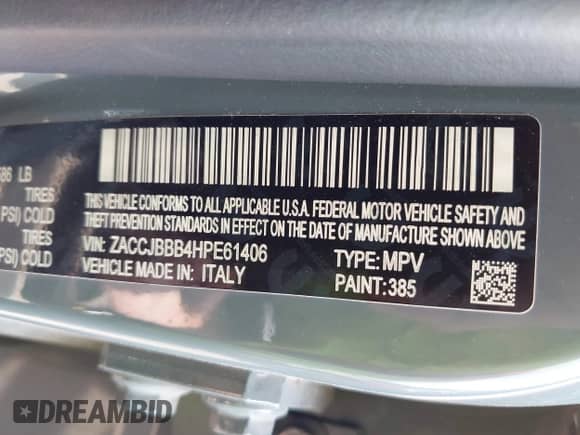 586 LB
TIRES
PSI) COLD
TIRES
PSI) COLD
THIS VEHICLE CONFORMS TO ALL APPLICABLE U.S.A. FEDERAL MOTOR VEHICLE SAFETY AND
THEFT PREVENTION STANDARDS IN EFFECT ON THE DATE OF MANUFACTURE SHOWN ABOVE
VIN: ZACCJBBB4HPE61406 TYPE: MPV
VEHICLE MADE IN: ITALY PAINT: 385
DREAMBID